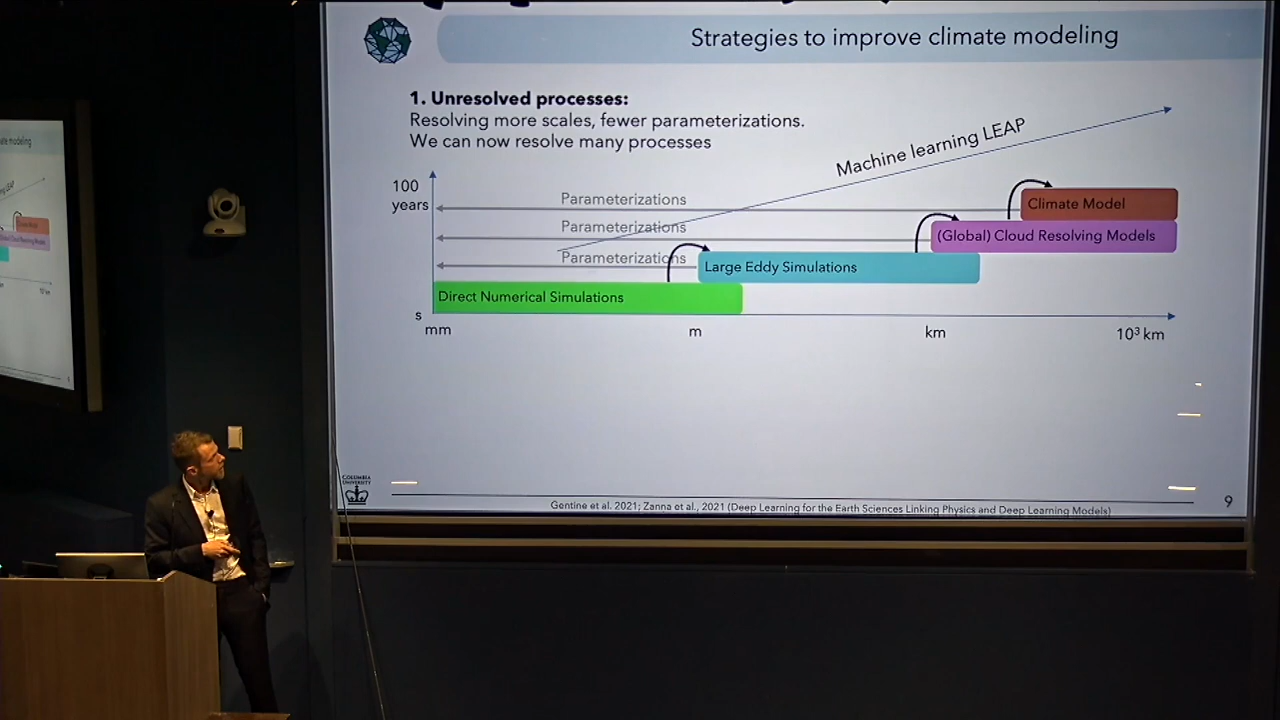 Strategies to improve climate modeling
1. Unresolved processes:
Resolving more scales, fewer parameterizations.
We can now resolve many processes
Machine learning LEAP
100
years
Parameterizations
Climate Model
Parameterizations
(Global) Cloud Resolving Models
Parameterizations
Large Eddy Simulations
Direct Numerical Simulations
s
mm
m
km
10³ km
COLUMBIA
UNIVERSITY
Gentine et al. 2021; Zanna et al., 2021 (Deep Learning for the Earth Sciences Linking Physics and Deep Learning Models)
9